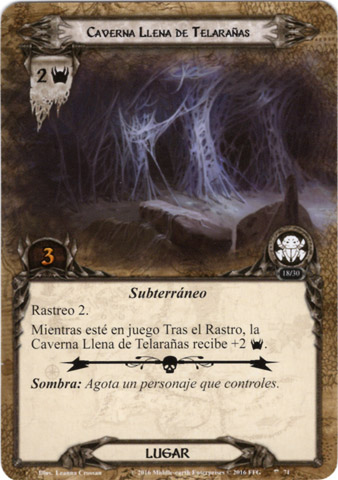 Caverna Llena de Telarañas
2
3
18/30
Subterráneo
Rastreo 2.
Mientras esté en juego Tras el Rastro, la
Caverna Llena de Telarañas recibe +2 .
Sombra: Agota un personaje que controles.
LUGAR
Illus. Leanna Crossan
©2016 Middle-earth Enterprises © 2016 FFG
71